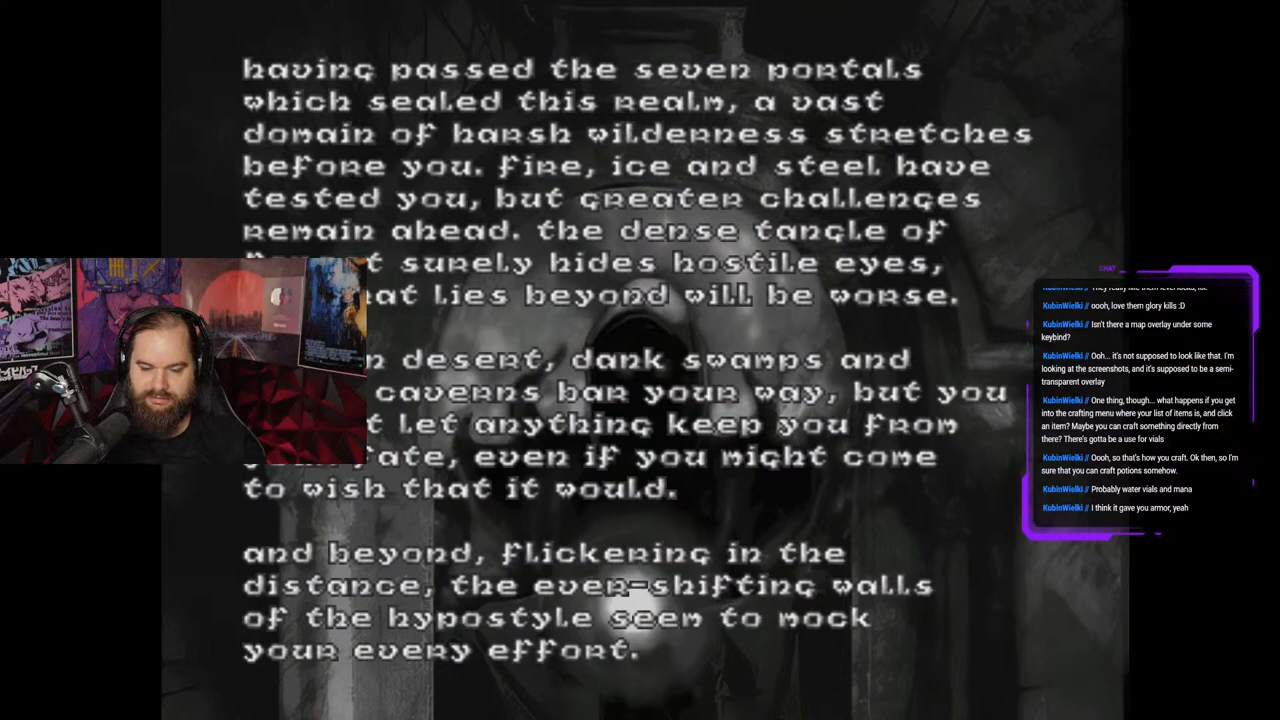 having passed the seven portals
which sealed this realm, a vast
domain of harsh wilderness stretches
before you. fire, ice and steel have
tested you, but greater challenges
remain ahead. the dense tangle of
surely hides hostile eyes,
lies beyond will be worse.
desert, dank swamps and
caverns bar your way, but you
let anything keep you from
fate, even if you might come
to wish that it would.
and beyond, flickering in the
distance, the ever-shifting walls
of the hypostyle seem to mock
your every effort.
CHAT
KubinWielki // oooh, love them glory kills :D
KubinWielki // Isn't there a map overlay under some
keybind?
KubinWielki // Ooh... it's not supposed to look like that. I'm
looking at the screenshots, and it's supposed to be a semi-
transparent overlay
KubinWielki // One thing, though... what happens if you get
into the crafting menu where your list of items is, and click
an item? Maybe you can craft something directly from
there? There's gotta be a use for vials
KubinWielki // Oooh, so that's how you craft. Ok then, so I'm
sure that you can craft potions somehow.
KubinWielki // Probably water vials and mana
KubinWielki // I think it gave you armor, yeah